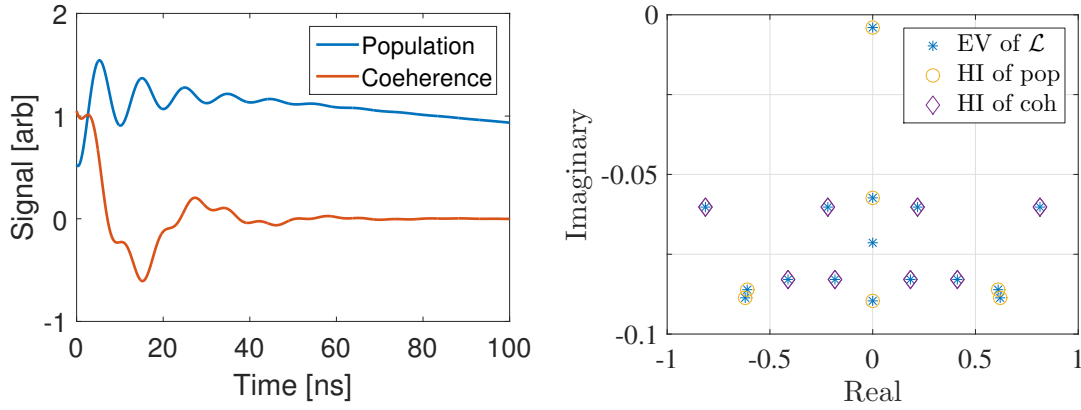 2
1
0
-1
Signal [arb]
Population
Coeherence
0 20 40 60 80 100
Time [ns]
0
-0.05
-0.1
Imaginary
EV of ℒ
HI of pop
HI of coh
-1 -0.5 0 0.5 1
Real